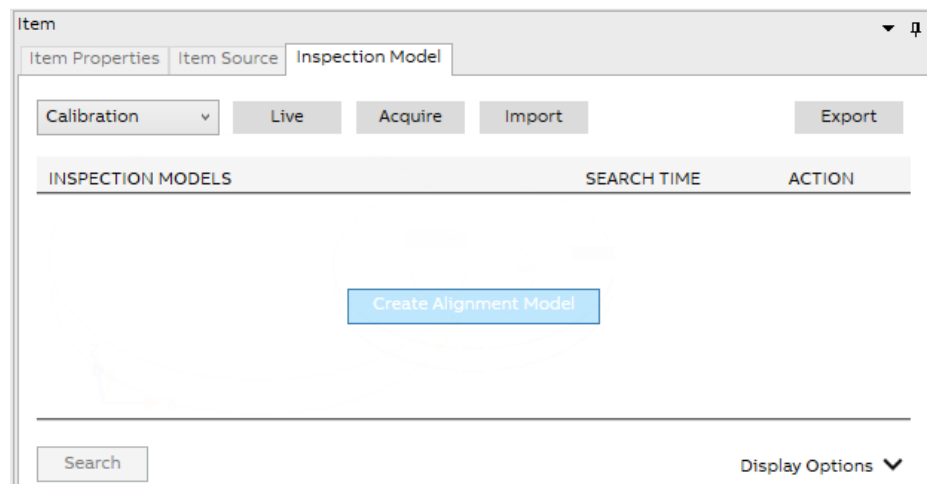 Item
Item Properties Item Source Inspection Model
Calibration Live Acquire Import Export
INSPECTION MODELS SEARCH TIME ACTION
Create Alignment Model
Search Display Options